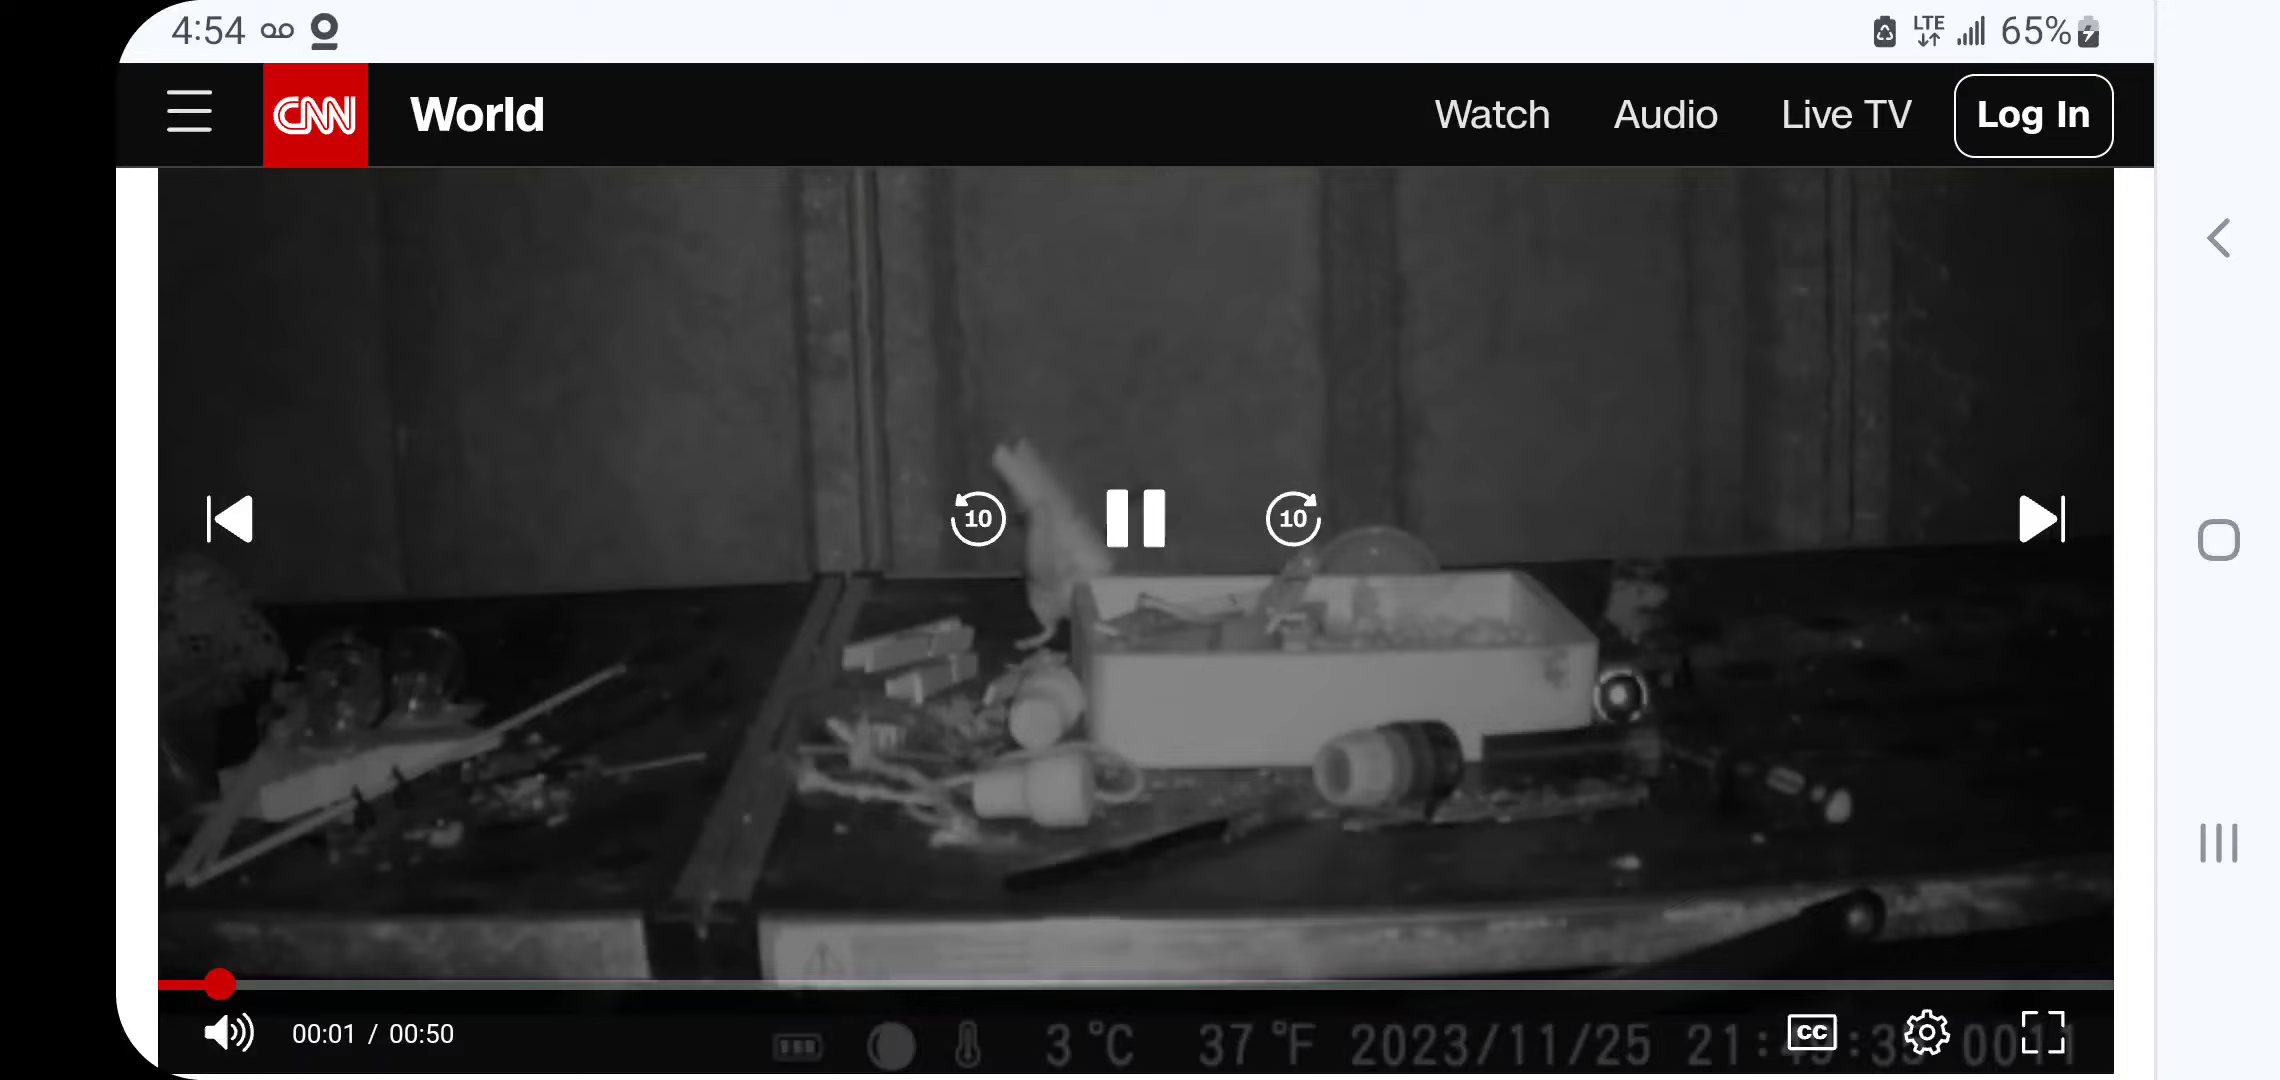 4:54 LTE 65%
CNN World Watch Audio Live TV Log In
10 10
00:01 / 00:50 3 °C 37 °F 2023/11/25 CC